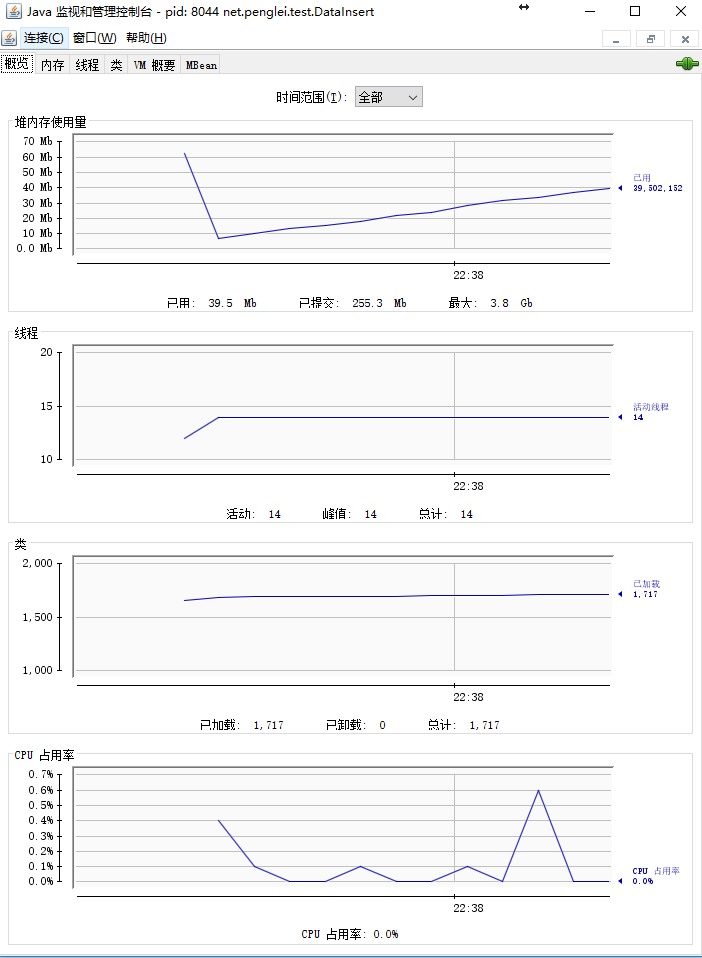 Java 监视和管理控制台 - pid: 8044 net.penglei.test.DataInsert
连接(C) 窗口(W) 帮助(H)
概览 内存 线程 类 VM 概要 MBean
时间范围(T): 全部
堆内存使用量
70 Mb
60 Mb
50 Mb
40 Mb
30 Mb
20 Mb
10 Mb
0.0 Mb
已用
39,502,152
22:38
已用: 39.5 Mb 已提交: 255.3 Mb 最大: 3.8 Gb
线程
20
15
10
活动线程
14
22:38
活动: 14 峰值: 14 总计: 14
类
2,000
1,500
1,000
已加载
1,717
22:38
已加载: 1,717 已卸载: 0 总计: 1,717
CPU 占用率
0.7%
0.6%
0.5%
0.4%
0.3%
0.2%
0.1%
0.0%
CPU 占用率
0.0%
22:38
CPU 占用率: 0.0%